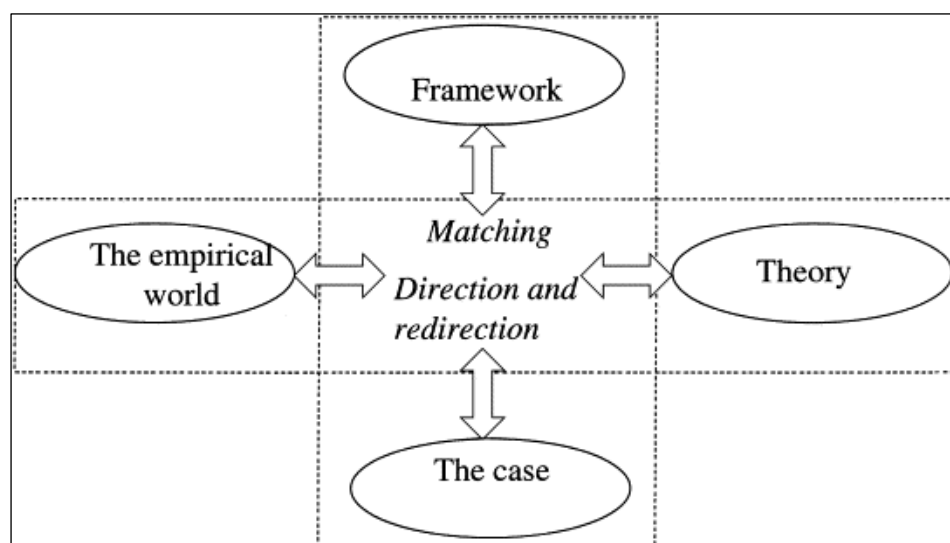 Framework
Matching
The empirical
world
Direction and
redirection
Theory
The case